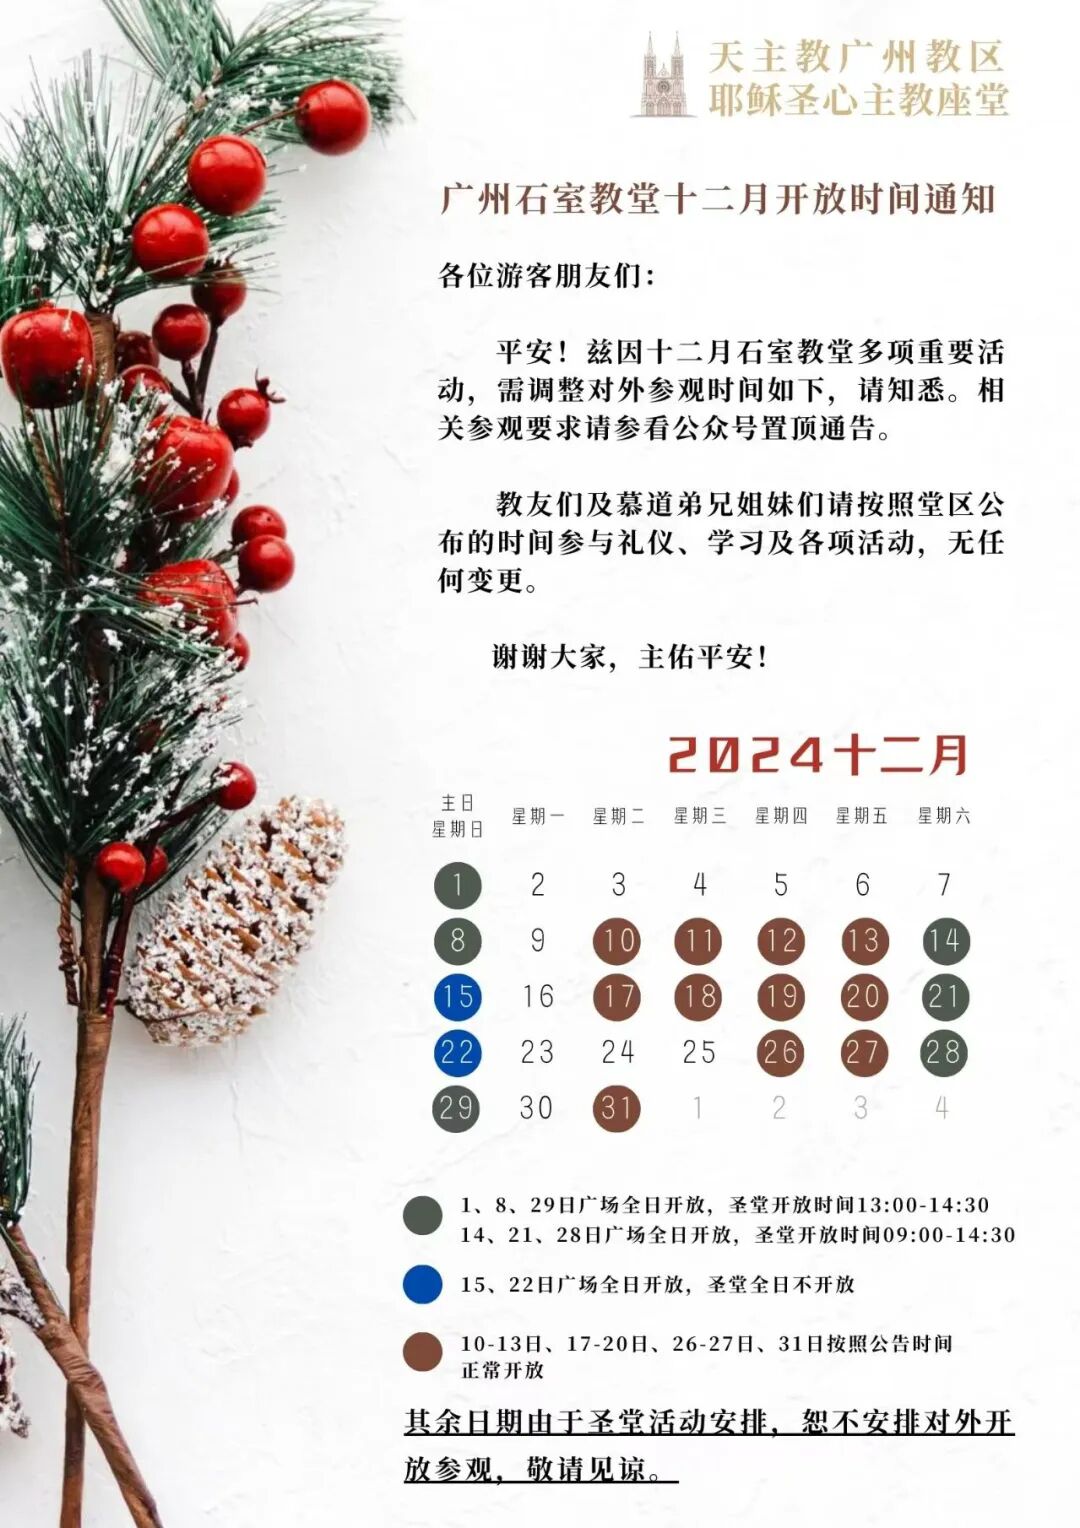 天主教广州教区
耶稣圣心主教座堂
广州石室教堂十二月开放时间通知
各位游客朋友们：
平安！兹因十二月石室教堂多项重要活
动，需调整对外参观时间如下，请知悉。相
关参观要求请参看公众号置顶通告。
教友们及慕道弟兄姐妹们请按照堂区公
布的时间参与礼仪、学习及各项活动，无任
何变更。
谢谢大家，主佑平安！
2024十二月
主日
星期日 星期一 星期二 星期三 星期四 星期五 星期六
1 2 3 4 5 6 7
8 9 10 11 12 13 14
15 16 17 18 19 20 21
22 23 24 25 26 27 28
29 30 31 1 2 3 4
1、8、29日广场全日开放，圣堂开放时间13:00-14:30
14、21、28日广场全日开放，圣堂开放时间09:00-14:30
15、22日广场全日开放，圣堂全日不开放
10-13日、17-20日、26-27日、31日按照公告时间
正常开放
其余日期由于圣堂活动安排，恕不安排对外开
放参观，敬请见谅。